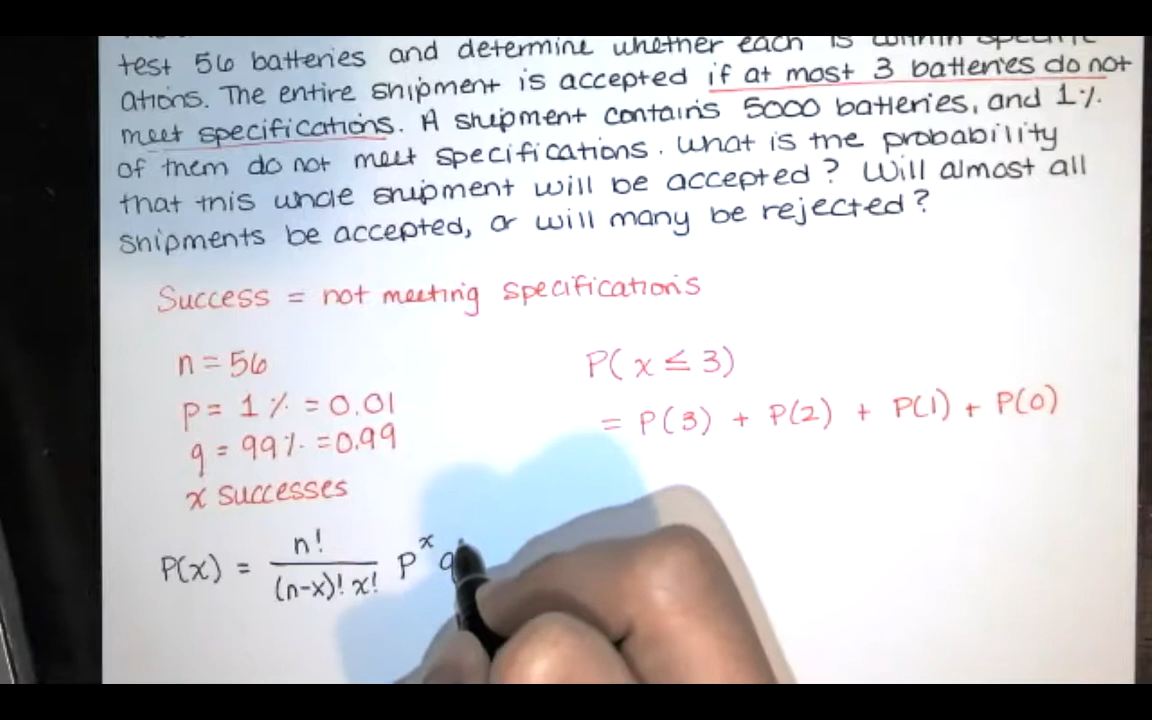 test 56 batteries and determine whether each is within specific
ations. The entire shipment is accepted if at most 3 batteries do not
meet specifications. A shipment contains 5000 batteries, and 1%
of them do not meet specifications. What is the probability
that this whole shipment will be accepted? Will almost all
shipments be accepted, or will many be rejected?
Success = not meeting specifications
n = 56
p = 1% = 0.01
q = 99% = 0.99
x successes
P(x ≤ 3)
= P(3) + P(2) + P(1) + P(0)
P(x) = n! / (n-x)! x! p^x q